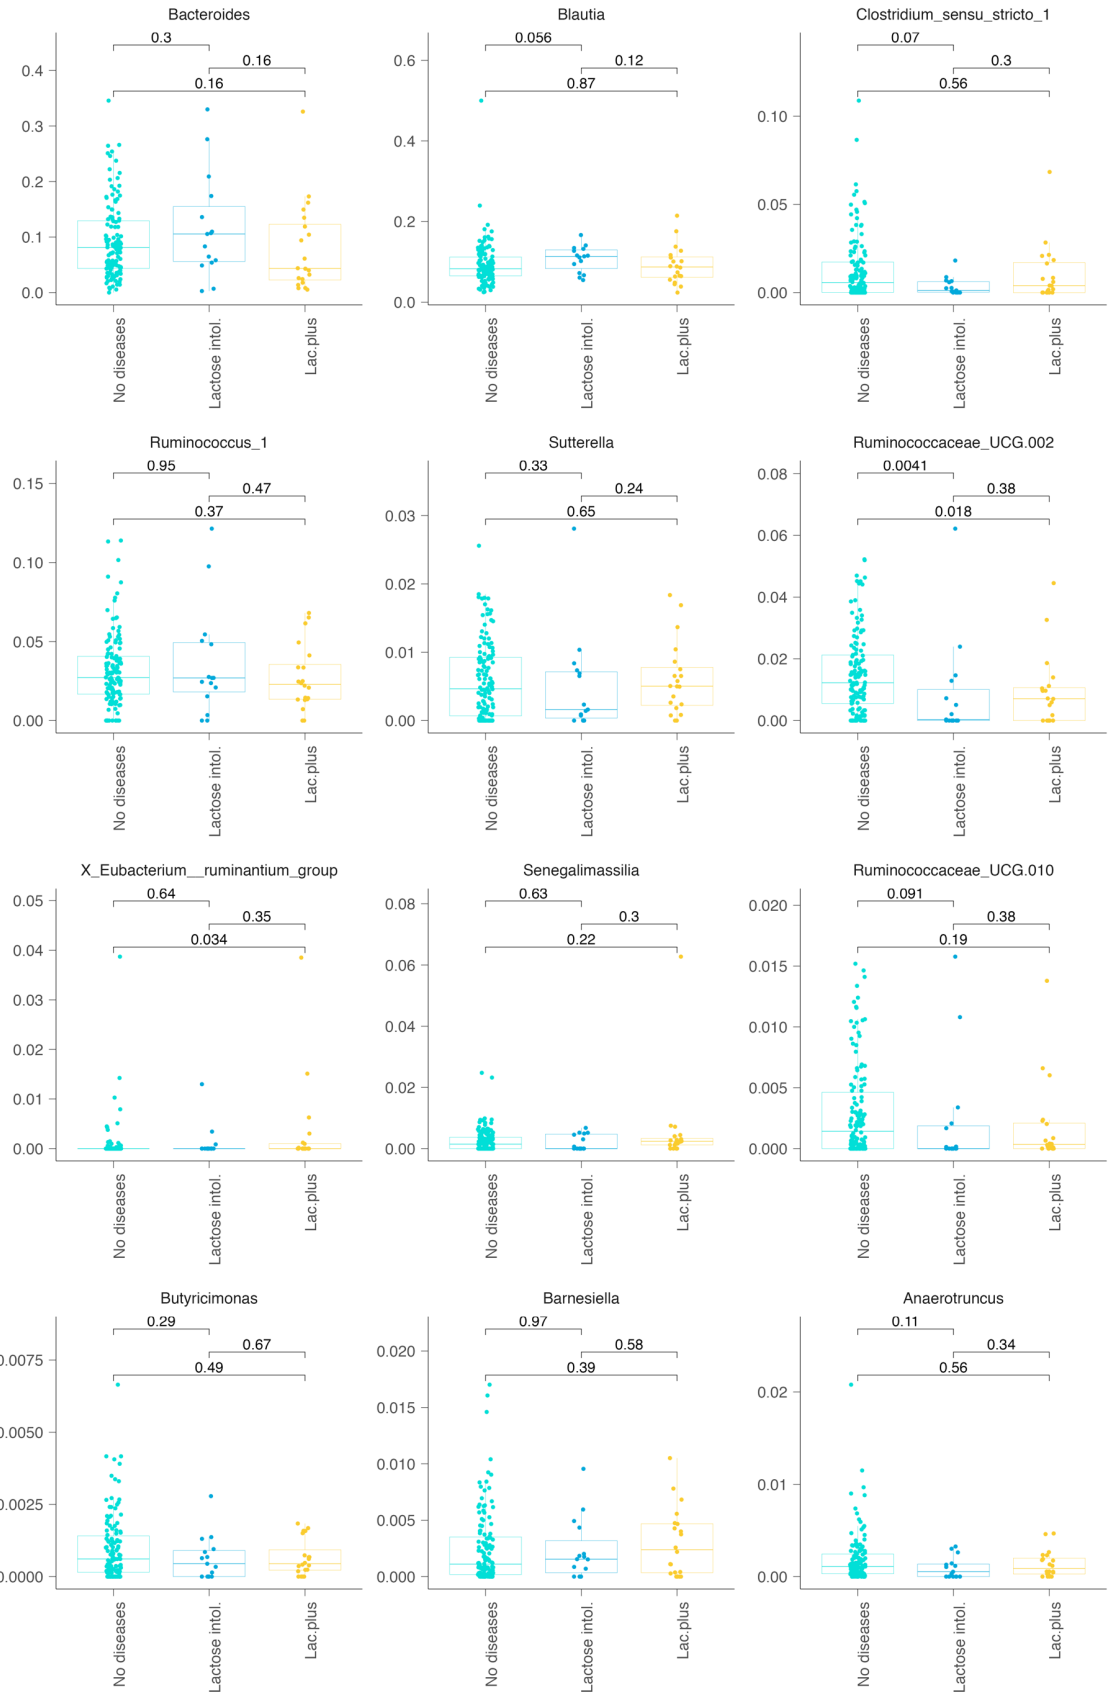 Bacteroides Blautia Clostridium_sensu_stricto_1
0.3 0.056 0.07
0.16 0.12 0.3
0.16 0.87 0.56
0.4 0.3 0.2 0.1 0.0
0.6 0.4 0.2 0.0
0.10 0.05 0.00
No diseases Lactose intol. Lac.plus No diseases Lactose intol. Lac.plus No diseases Lactose intol. Lac.plus
Ruminococcus_1 Sutterella Ruminococcaceae_UCG.002
0.95 0.33 0.0041
0.47 0.24 0.38
0.37 0.65 0.018
0.15 0.10 0.05 0.00
0.03 0.02 0.01 0.00
0.08 0.06 0.04 0.02 0.00
No diseases Lactose intol. Lac.plus No diseases Lactose intol. Lac.plus No diseases Lactose intol. Lac.plus
X_Eubacterium__ruminantium_group Senegalimassilia Ruminococcaceae_UCG.010
0.64 0.63 0.091
0.35 0.3 0.38
0.034 0.22 0.19
0.05 0.04 0.03 0.02 0.01 0.00
0.08 0.06 0.04 0.02 0.00
0.020 0.015 0.010 0.005 0.000
No diseases Lactose intol. Lac.plus No diseases Lactose intol. Lac.plus No diseases Lactose intol. Lac.plus
Butyricimonas Barnesiella Anaerotruncus
0.29 0.97 0.11
0.67 0.58 0.34
0.49 0.39 0.56
0.0075 0.0050 0.0025 0.0000
0.020 0.015 0.010 0.005 0.000
0.02 0.01 0.00
No diseases Lactose intol. Lac.plus No diseases Lactose intol. Lac.plus No diseases Lactose intol. Lac.plus